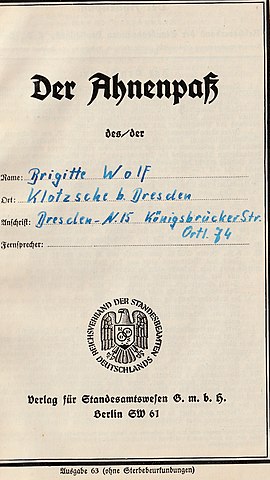 Der Ahnenpaß
des/der
Name: Brigitte Wolf
Ort: Klotzsche b. Dresden
Anschrift: Dresden-N.15 Königsbrücker Str.
Ortl. 74
Fernsprecher:
REICHSVERBAND DER STANDESBEAMTEN DEUTSCHLANDS
Verlag für Standesamtswesen G. m. b. H.
Berlin SW 61
Ausgabe 63 (ohne Sterbebeurkundungen)